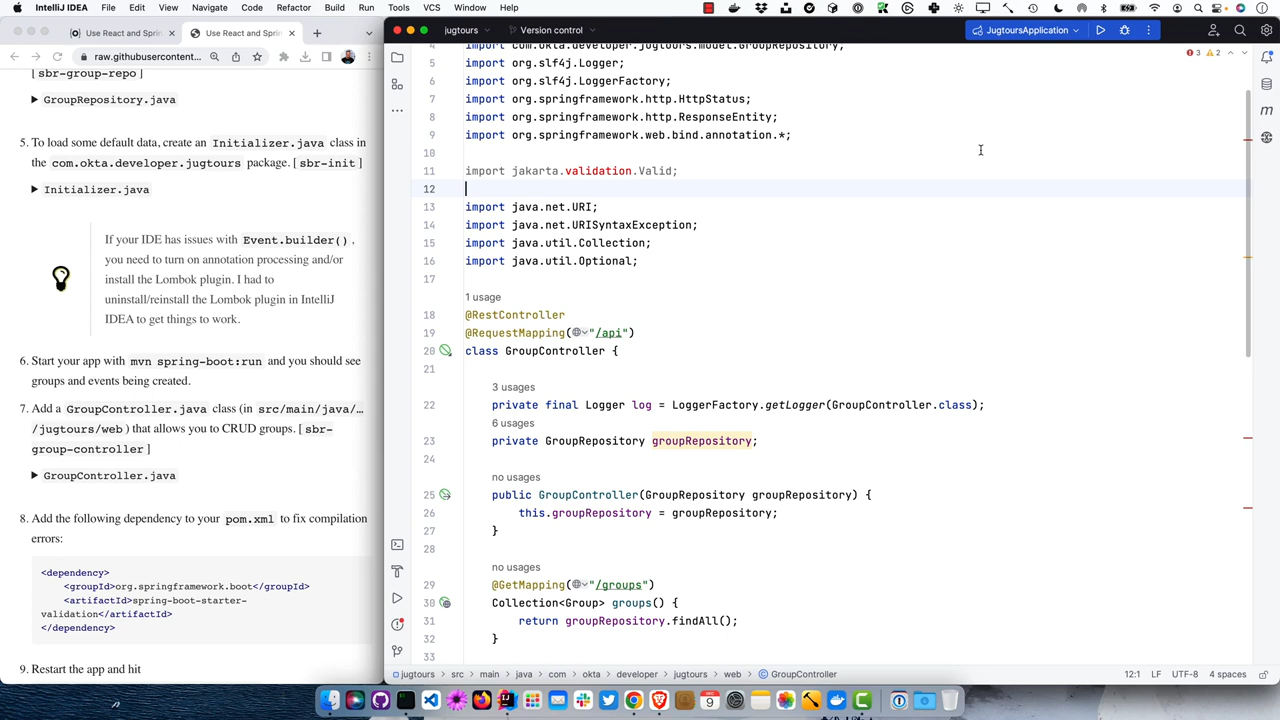 IntelliJ IDEA File Edit View Navigate Code Refactor Build Run Tools VCS Window Help
Use React and Sprin
Use React and Sprin
raw.githubusercontent...
[sbr-group-repo]
GroupRepository.java
5. To load some default data, create an Initializer.java class in
the com.okta.developer.jugtours package. [sbr-init]
Initializer.java
If your IDE has issues with Event.builder(),
you need to turn on annotation processing and/or
install the Lombok plugin. I had to
uninstall/reinstall the Lombok plugin in IntelliJ
IDEA to get things to work.
6. Start your app with mvn spring-boot:run and you should see
groups and events being created.
7. Add a GroupController.java class (in src/main/java/…
/jugtours/web) that allows you to CRUD groups. [sbr-
group-controller]
GroupController.java
8. Add the following dependency to your pom.xml to fix compilation
errors:
<dependency>
<groupId>org.springframework.boot</groupId>
<artifactId>spring-boot-starter-
validation</artifactId>
</dependency>
9. Restart the app and hit
jugtours Version control JugtoursApplication
3 2
4 import com.okta.developer.jugtours.model.GroupRepository;
5 import org.slf4j.Logger;
6 import org.slf4j.LoggerFactory;
7 import org.springframework.http.HttpStatus;
8 import org.springframework.http.ResponseEntity;
9 import org.springframework.web.bind.annotation.*;
10
11 import jakarta.validation.Valid;
12
13 import java.net.URI;
14 import java.net.URISyntaxException;
15 import java.util.Collection;
16 import java.util.Optional;
17
1 usage
18 @RestController
19 @RequestMapping("/api")
20 class GroupController {
21
3 usages
22 private final Logger log = LoggerFactory.getLogger(GroupController.class);
6 usages
23 private GroupRepository groupRepository;
24
no usages
25 public GroupController(GroupRepository groupRepository) {
26 this.groupRepository = groupRepository;
27 }
28
no usages
29 @GetMapping("/groups")
30 Collection<Group> groups() {
31 return groupRepository.findAll();
32 }
33
jugtours src main java com okta developer jugtours web GroupController
12:1 LF UTF-8 4 spaces